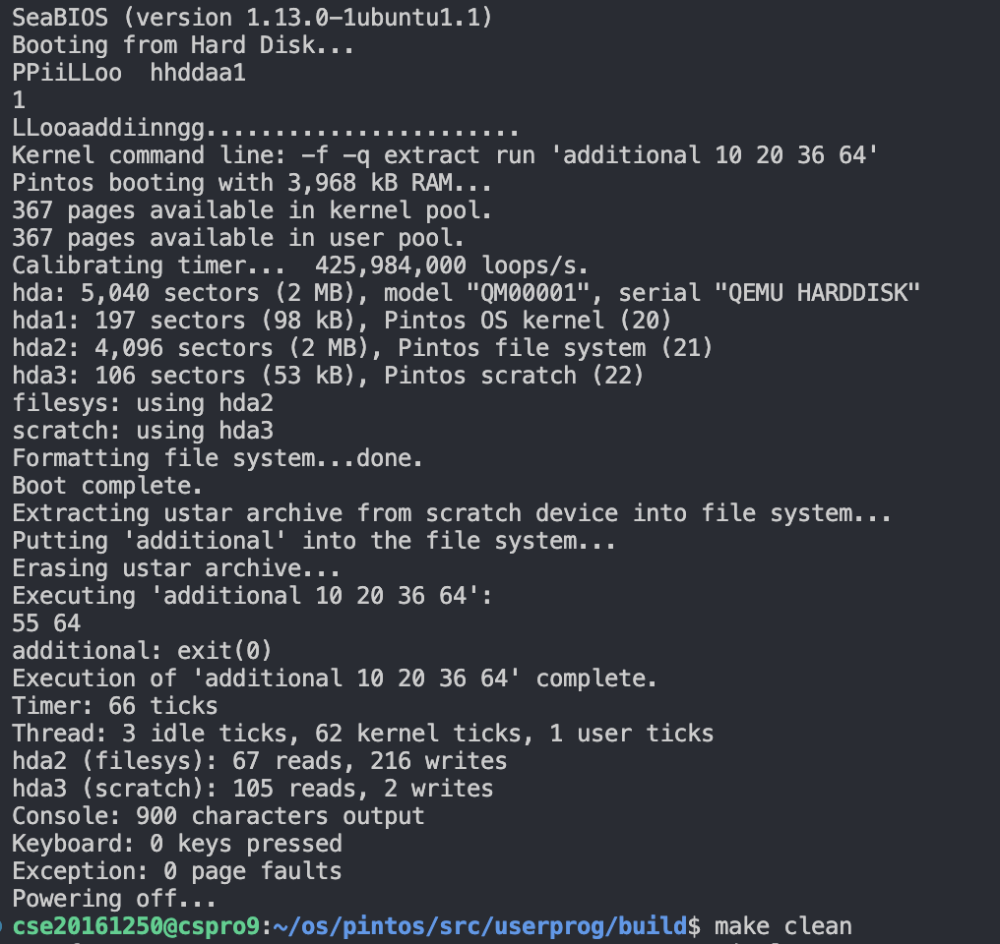 SeaBIOS (version 1.13.0-1ubuntu1.1)
Booting from Hard Disk...
PPiiLLoo  hhddaa1
1
LLooaaddiinngg.......................
Kernel command line: -f -q extract run 'additional 10 20 36 64'
Pintos booting with 3,968 kB RAM...
367 pages available in kernel pool.
367 pages available in user pool.
Calibrating timer...  425,984,000 loops/s.
hda: 5,040 sectors (2 MB), model "QM00001", serial "QEMU HARDDISK"
hda1: 197 sectors (98 kB), Pintos OS kernel (20)
hda2: 4,096 sectors (2 MB), Pintos file system (21)
hda3: 106 sectors (53 kB), Pintos scratch (22)
filesys: using hda2
scratch: using hda3
Formatting file system...done.
Boot complete.
Extracting ustar archive from scratch device into file system...
Putting 'additional' into the file system...
Erasing ustar archive...
Executing 'additional 10 20 36 64':
55 64
additional: exit(0)
Execution of 'additional 10 20 36 64' complete.
Timer: 66 ticks
Thread: 3 idle ticks, 62 kernel ticks, 1 user ticks
hda2 (filesys): 67 reads, 216 writes
hda3 (scratch): 105 reads, 2 writes
Console: 900 characters output
Keyboard: 0 keys pressed
Exception: 0 page faults
Powering off...
cse20161250@cspro9:~/os/pintos/src/userprog/build$ make clean